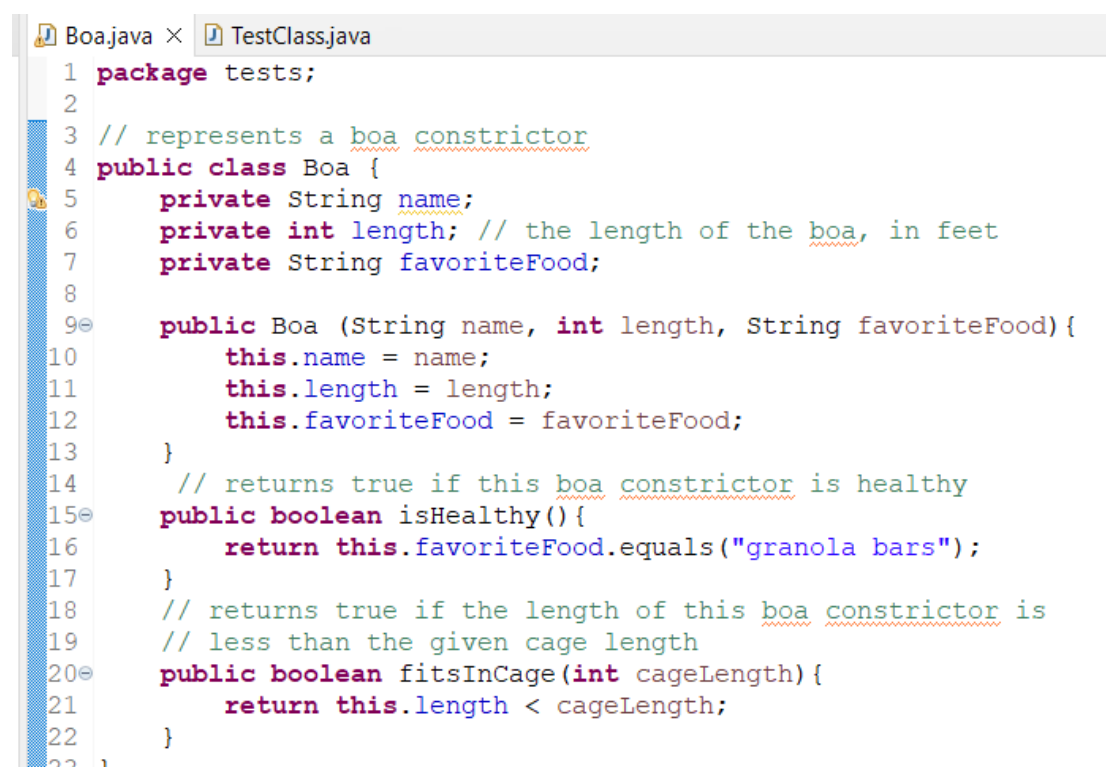 Boa.java × TestClass.java
1 package tests;
2
3 // represents a boa constrictor
4 public class Boa {
5 private String name;
6 private int length; // the length of the boa, in feet
7 private String favoriteFood;
8
9 public Boa (String name, int length, String favoriteFood){
10 this.name = name;
11 this.length = length;
12 this.favoriteFood = favoriteFood;
13 }
14 // returns true if this boa constrictor is healthy
15 public boolean isHealthy(){
16 return this.favoriteFood.equals("granola bars");
17 }
18 // returns true if the length of this boa constrictor is
19 // less than the given cage length
20 public boolean fitsInCage(int cageLength){
21 return this.length < cageLength;
22 }